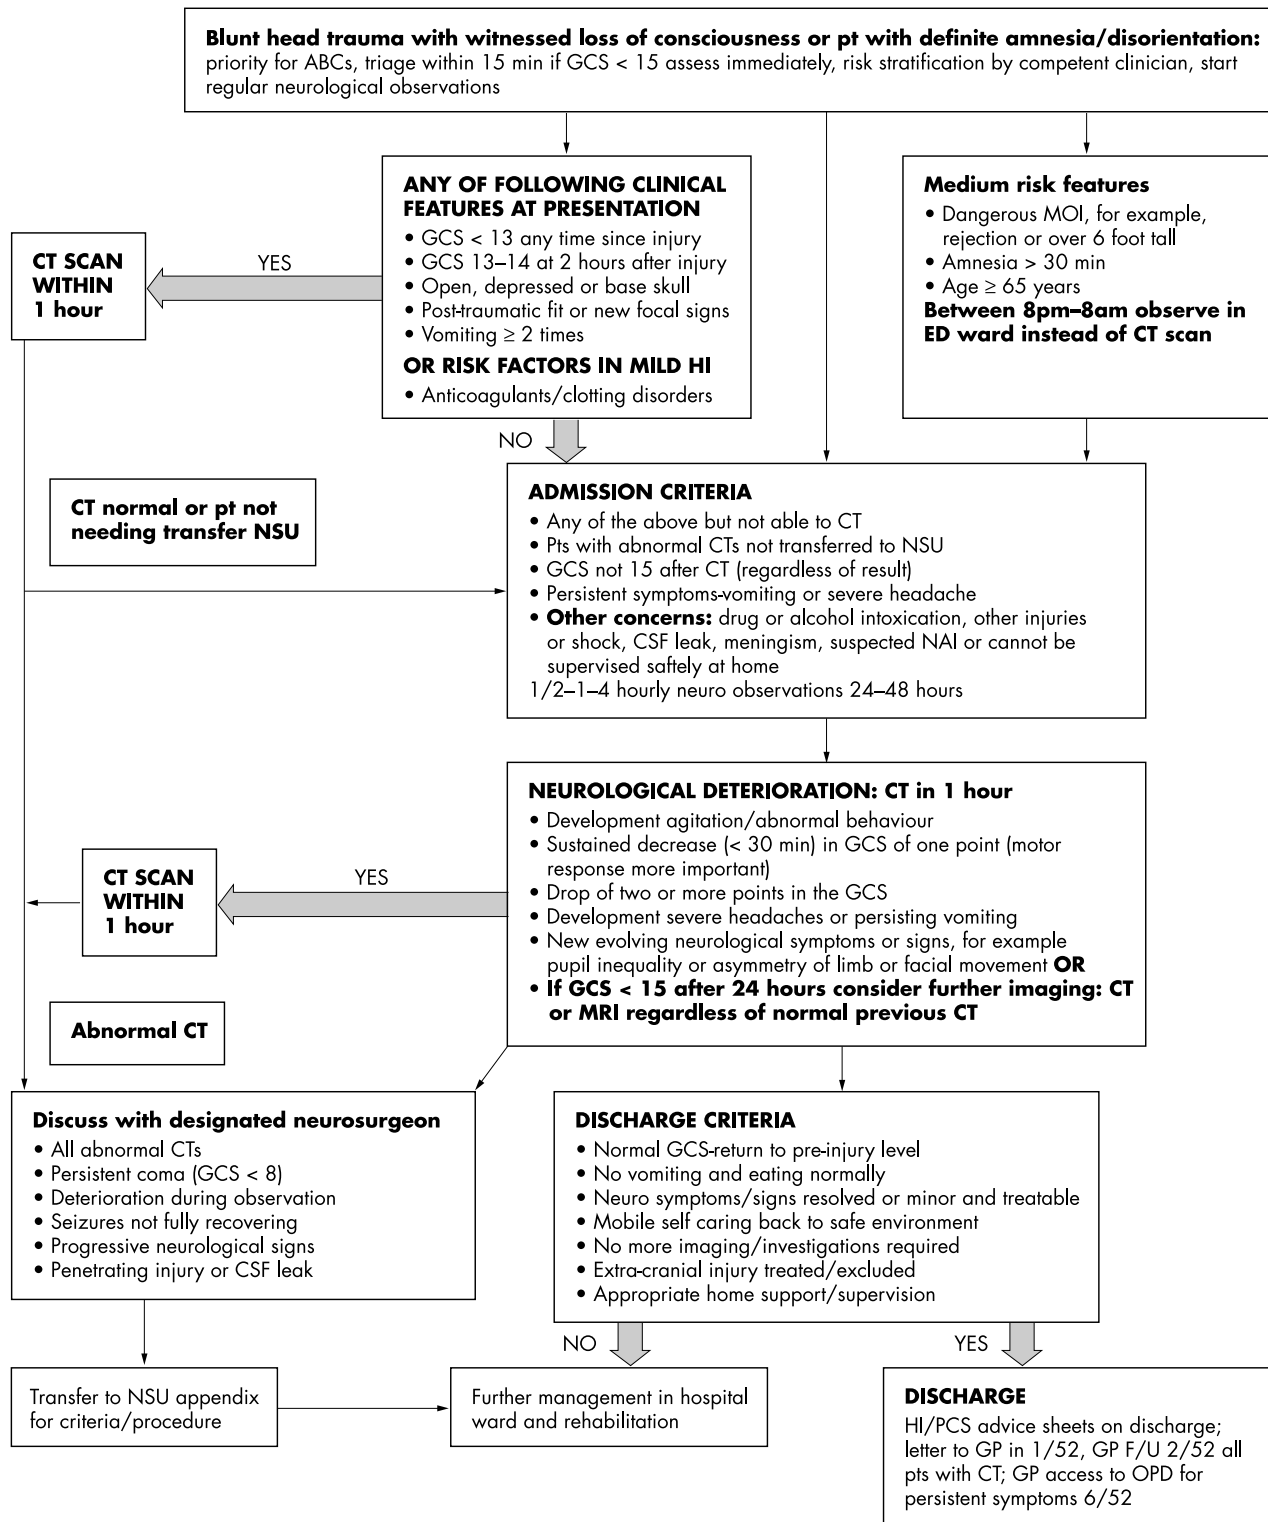 Blunt head trauma with witnessed loss of consciousness or pt with definite amnesia/disorientation:
priority for ABCs, triage within 15 min if GCS < 15 assess immediately, risk stratification by competent clinician, start
regular neurological observations
ANY OF FOLLOWING CLINICAL
FEATURES AT PRESENTATION
• GCS < 13 any time since injury
• GCS 13–14 at 2 hours after injury
• Open, depressed or base skull
• Post-traumatic fit or new focal signs
• Vomiting ≥ 2 times
OR RISK FACTORS IN MILD HI
• Anticoagulants/clotting disorders
Medium risk features
• Dangerous MOI, for example,
rejection or over 6 foot tall
• Amnesia > 30 min
• Age ≥ 65 years
Between 8pm–8am observe in
ED ward instead of CT scan
YES
CT SCAN
WITHIN
1 hour
NO
CT normal or pt not
needing transfer NSU
ADMISSION CRITERIA
• Any of the above but not able to CT
• Pts with abnormal CTs not transferred to NSU
• GCS not 15 after CT (regardless of result)
• Persistent symptoms-vomiting or severe headache
• Other concerns: drug or alcohol intoxication, other injuries
or shock, CSF leak, meningism, suspected NAI or cannot be
supervised saftely at home
1/2–1–4 hourly neuro observations 24–48 hours
NEUROLOGICAL DETERIORATION: CT in 1 hour
• Development agitation/abnormal behaviour
• Sustained decrease (< 30 min) in GCS of one point (motor
response more important)
• Drop of two or more points in the GCS
• Development severe headaches or persisting vomiting
• New evolving neurological symptoms or signs, for example
pupil inequality or asymmetry of limb or facial movement OR
• If GCS < 15 after 24 hours consider further imaging: CT
or MRI regardless of normal previous CT
YES
CT SCAN
WITHIN
1 hour
Abnormal CT
Discuss with designated neurosurgeon
• All abnormal CTs
• Persistent coma (GCS < 8)
• Deterioration during observation
• Seizures not fully recovering
• Progressive neurological signs
• Penetrating injury or CSF leak
DISCHARGE CRITERIA
• Normal GCS-return to pre-injury level
• No vomiting and eating normally
• Neuro symptoms/signs resolved or minor and treatable
• Mobile self caring back to safe environment
• No more imaging/investigations required
• Extra-cranial injury treated/excluded
• Appropriate home support/supervision
NO
YES
Transfer to NSU appendix
for criteria/procedure
Further management in hospital
ward and rehabilitation
DISCHARGE
HI/PCS advice sheets on discharge;
letter to GP in 1/52, GP F/U 2/52 all
pts with CT; GP access to OPD for
persistent symptoms 6/52